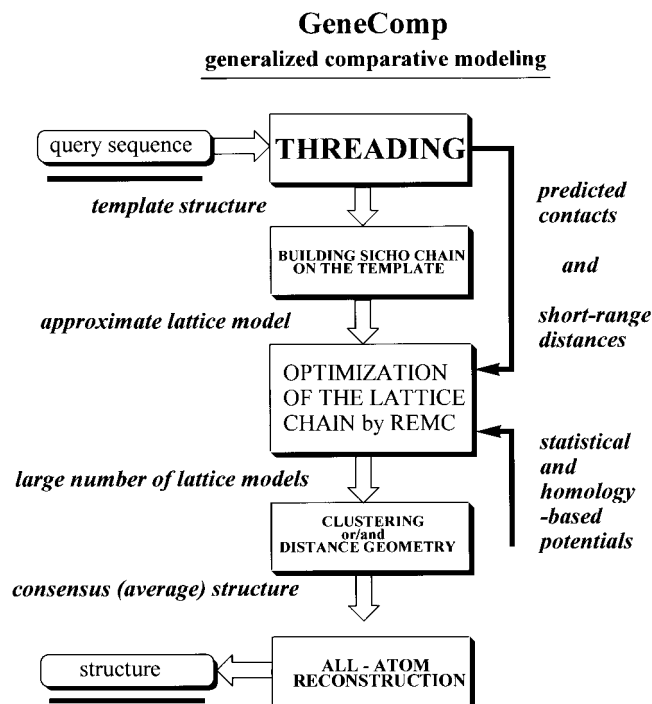 GeneComp
generalized comparative modeling
query sequence
THREADING
template structure
predicted
contacts
and
short-range
distances
BUILDING SICHO CHAIN
ON THE TEMPLATE
approximate lattice model
OPTIMIZATION
OF THE LATTICE
CHAIN by REMC
statistical
and
homology
-based
potentials
large number of lattice models
CLUSTERING
or/and
DISTANCE GEOMETRY
consensus (average) structure
structure
ALL - ATOM
RECONSTRUCTION